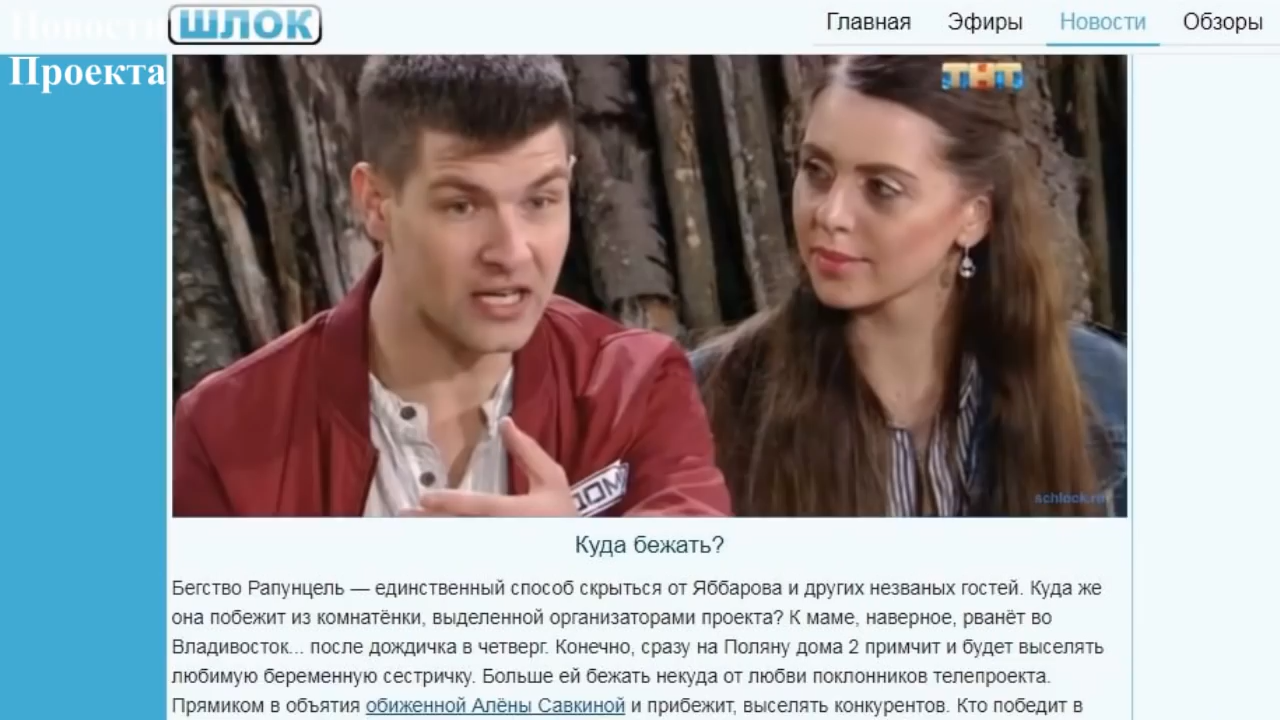 Новости
Проекта
ШЛОК
Главная Эфиры Новости Обзоры
ТНТ
ДОМ
schlock.ru
Куда бежать?
Бегство Рапунцель — единственный способ скрыться от Яббарова и других незваных гостей. Куда же
она побежит из комнатёнки, выделенной организаторами проекта? К маме, наверное, рванёт во
Владивосток... после дождичка в четверг. Конечно, сразу на Поляну дома 2 примчит и будет выселять
любимую беременную сестричку. Больше ей бежать некуда от любви поклонников телепроекта.
Прямиком в объятия обиженной Алёны Савкиной и прибежит, выселять конкурентов. Кто победит в